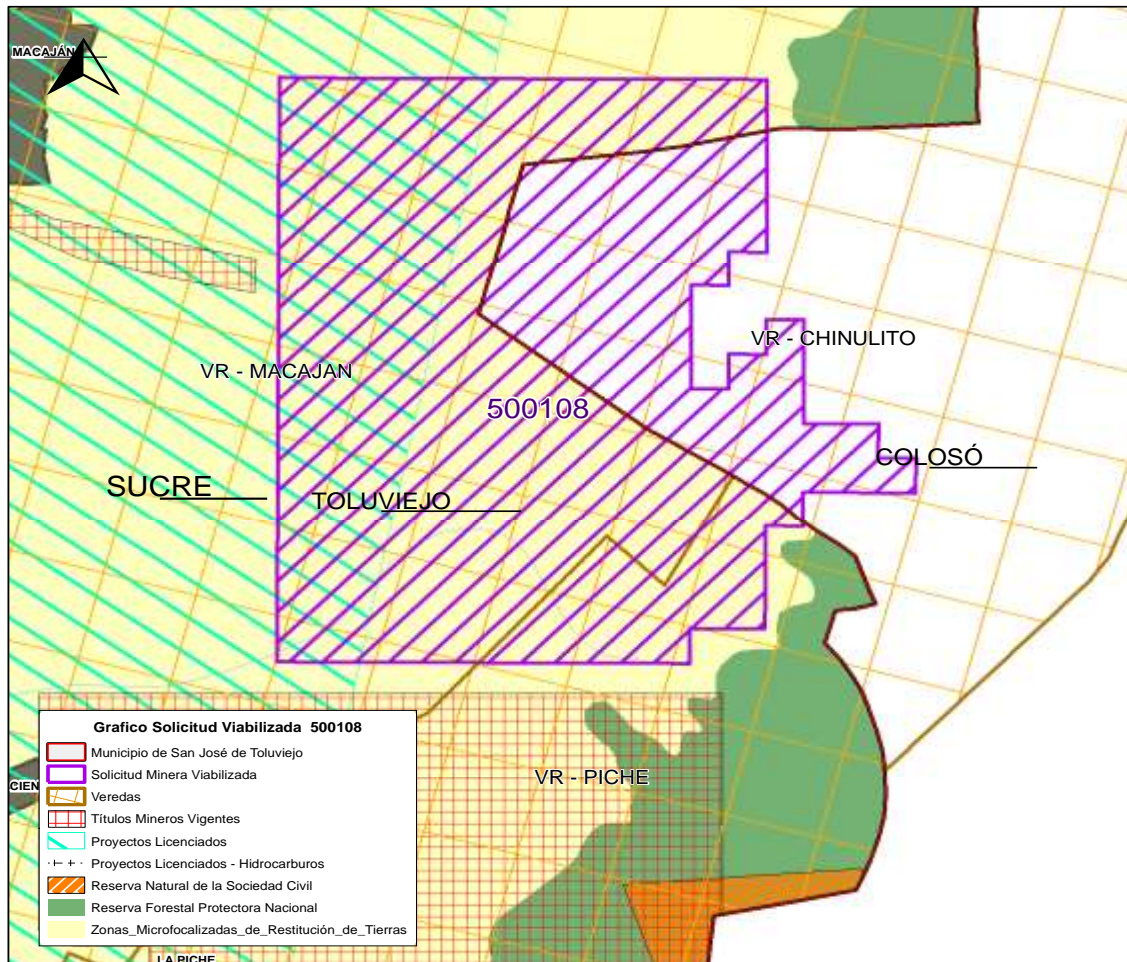 MACAJÁN
VR - CHINULITO
VR - MACAJAN
500108
COLOSÓ
SUCRE
TOLUVIEJO
VR - PICHE
CIEN
LA PICHE
Grafico Solicitud Viabilizada 500108
Municipio de San José de Toluviejo
Solicitud Minera Viabilizada
Veredas
Títulos Mineros Vigentes
Proyectos Licenciados
Proyectos Licenciados - Hidrocarburos
Reserva Natural de la Sociedad Civil
Reserva Forestal Protectora Nacional
Zonas_Microfocalizadas_de_Restitución_de_Tierras